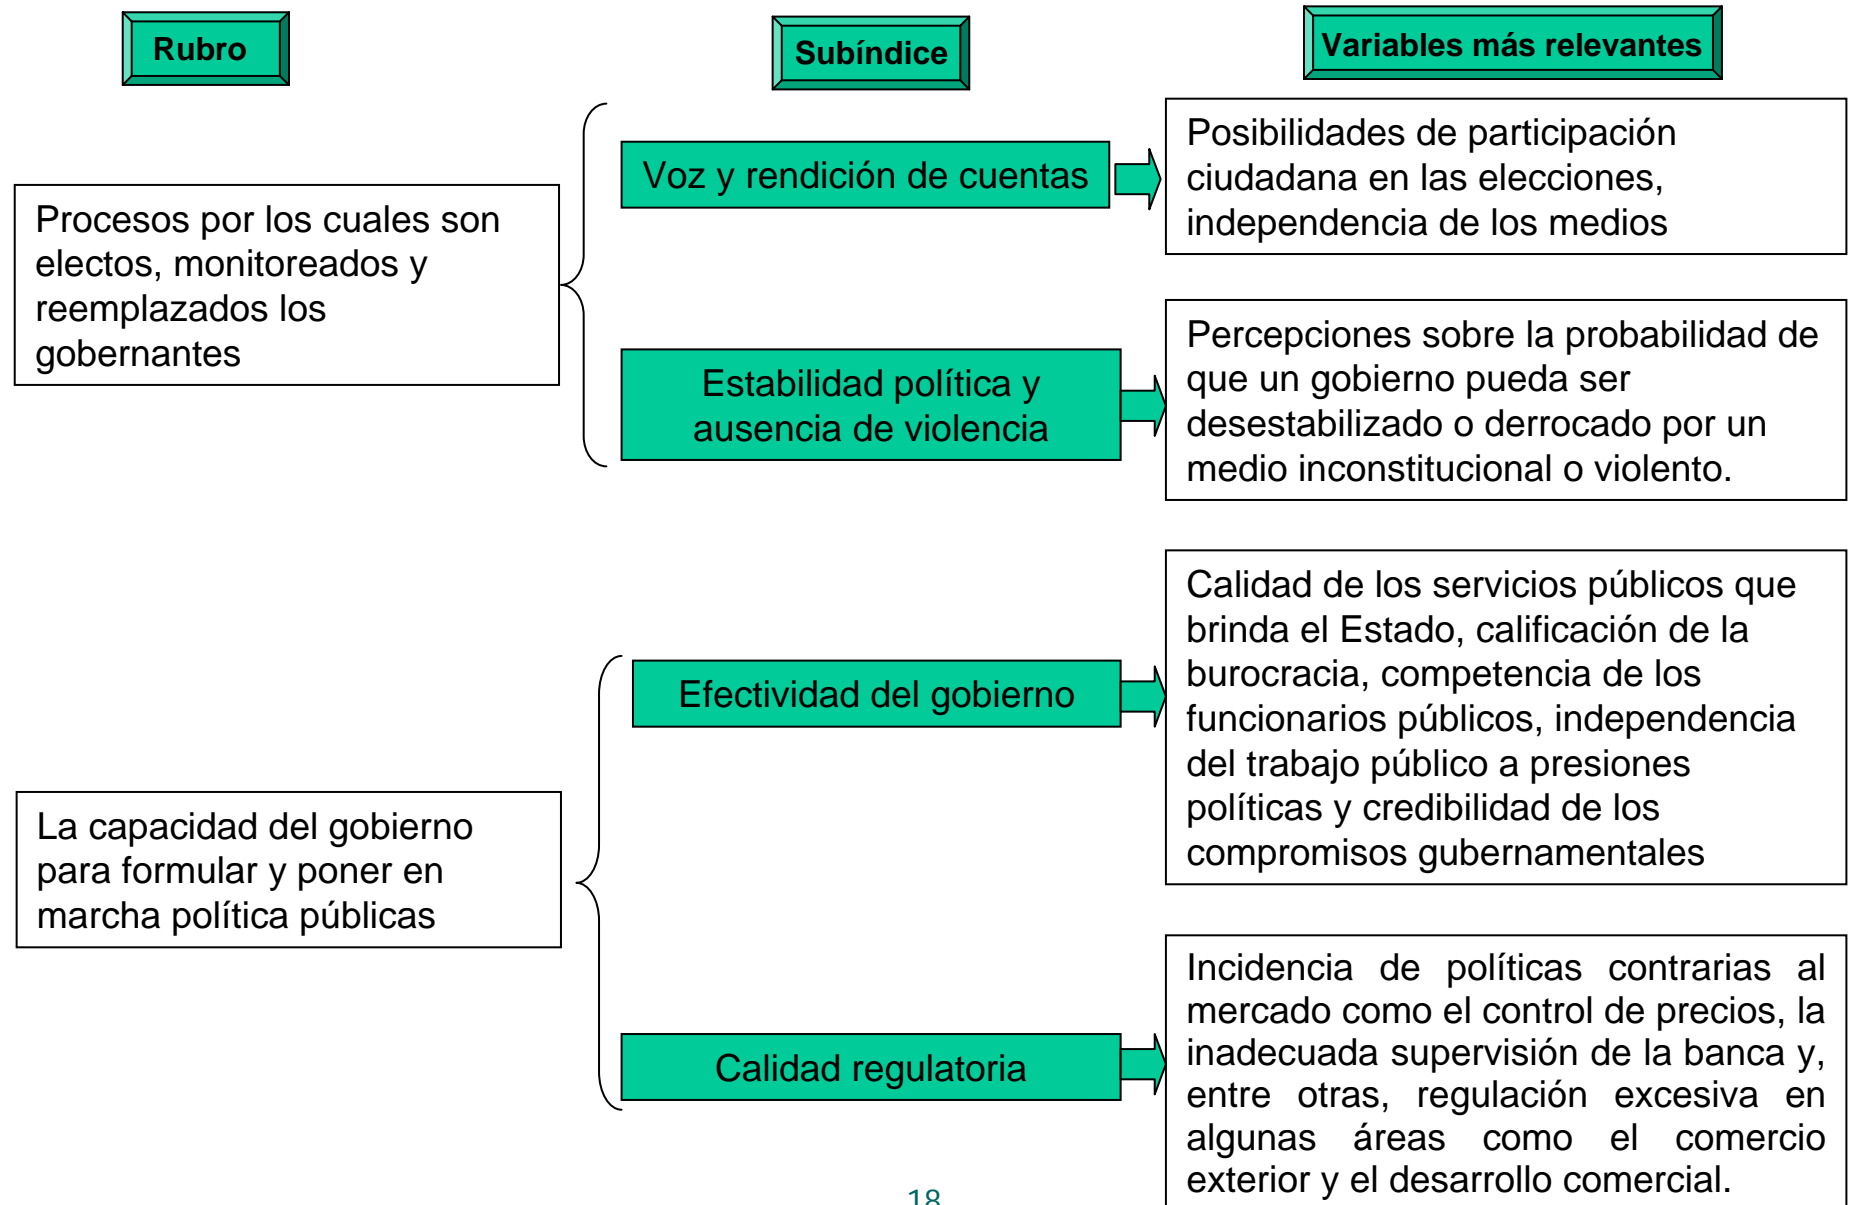 Rubro
Subíndice
Variables más relevantes
Procesos por los cuales son
electos, monitoreados y
reemplazados los
gobernantes
Voz y rendición de cuentas
Posibilidades de participación
ciudadana en las elecciones,
independencia de los medios
Estabilidad política y
ausencia de violencia
Percepciones sobre la probabilidad de
que un gobierno pueda ser
desestabilizado o derrocado por un
medio inconstitucional o violento.
La capacidad del gobierno
para formular y poner en
marcha política públicas
Efectividad del gobierno
Calidad de los servicios públicos que
brinda el Estado, calificación de la
burocracia, competencia de los
funcionarios públicos, independencia
del trabajo público a presiones
políticas y credibilidad de los
compromisos gubernamentales
Calidad regulatoria
Incidencia de políticas contrarias al
mercado como el control de precios, la
inadecuada supervisión de la banca y,
entre otras, regulación excesiva en
algunas áreas como el comercio
exterior y el desarrollo comercial.
18